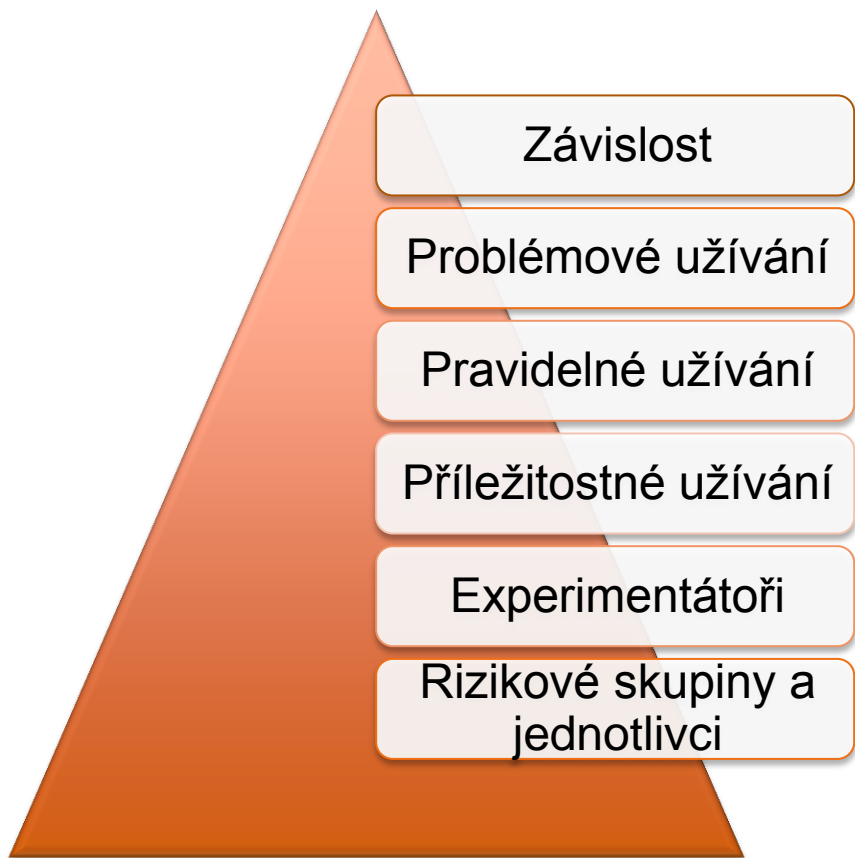 Závislost
Problémové užívání
Pravidelné užívání
Příležitostné užívání
Experimentátoři
Rizikové skupiny a
jednotlivci